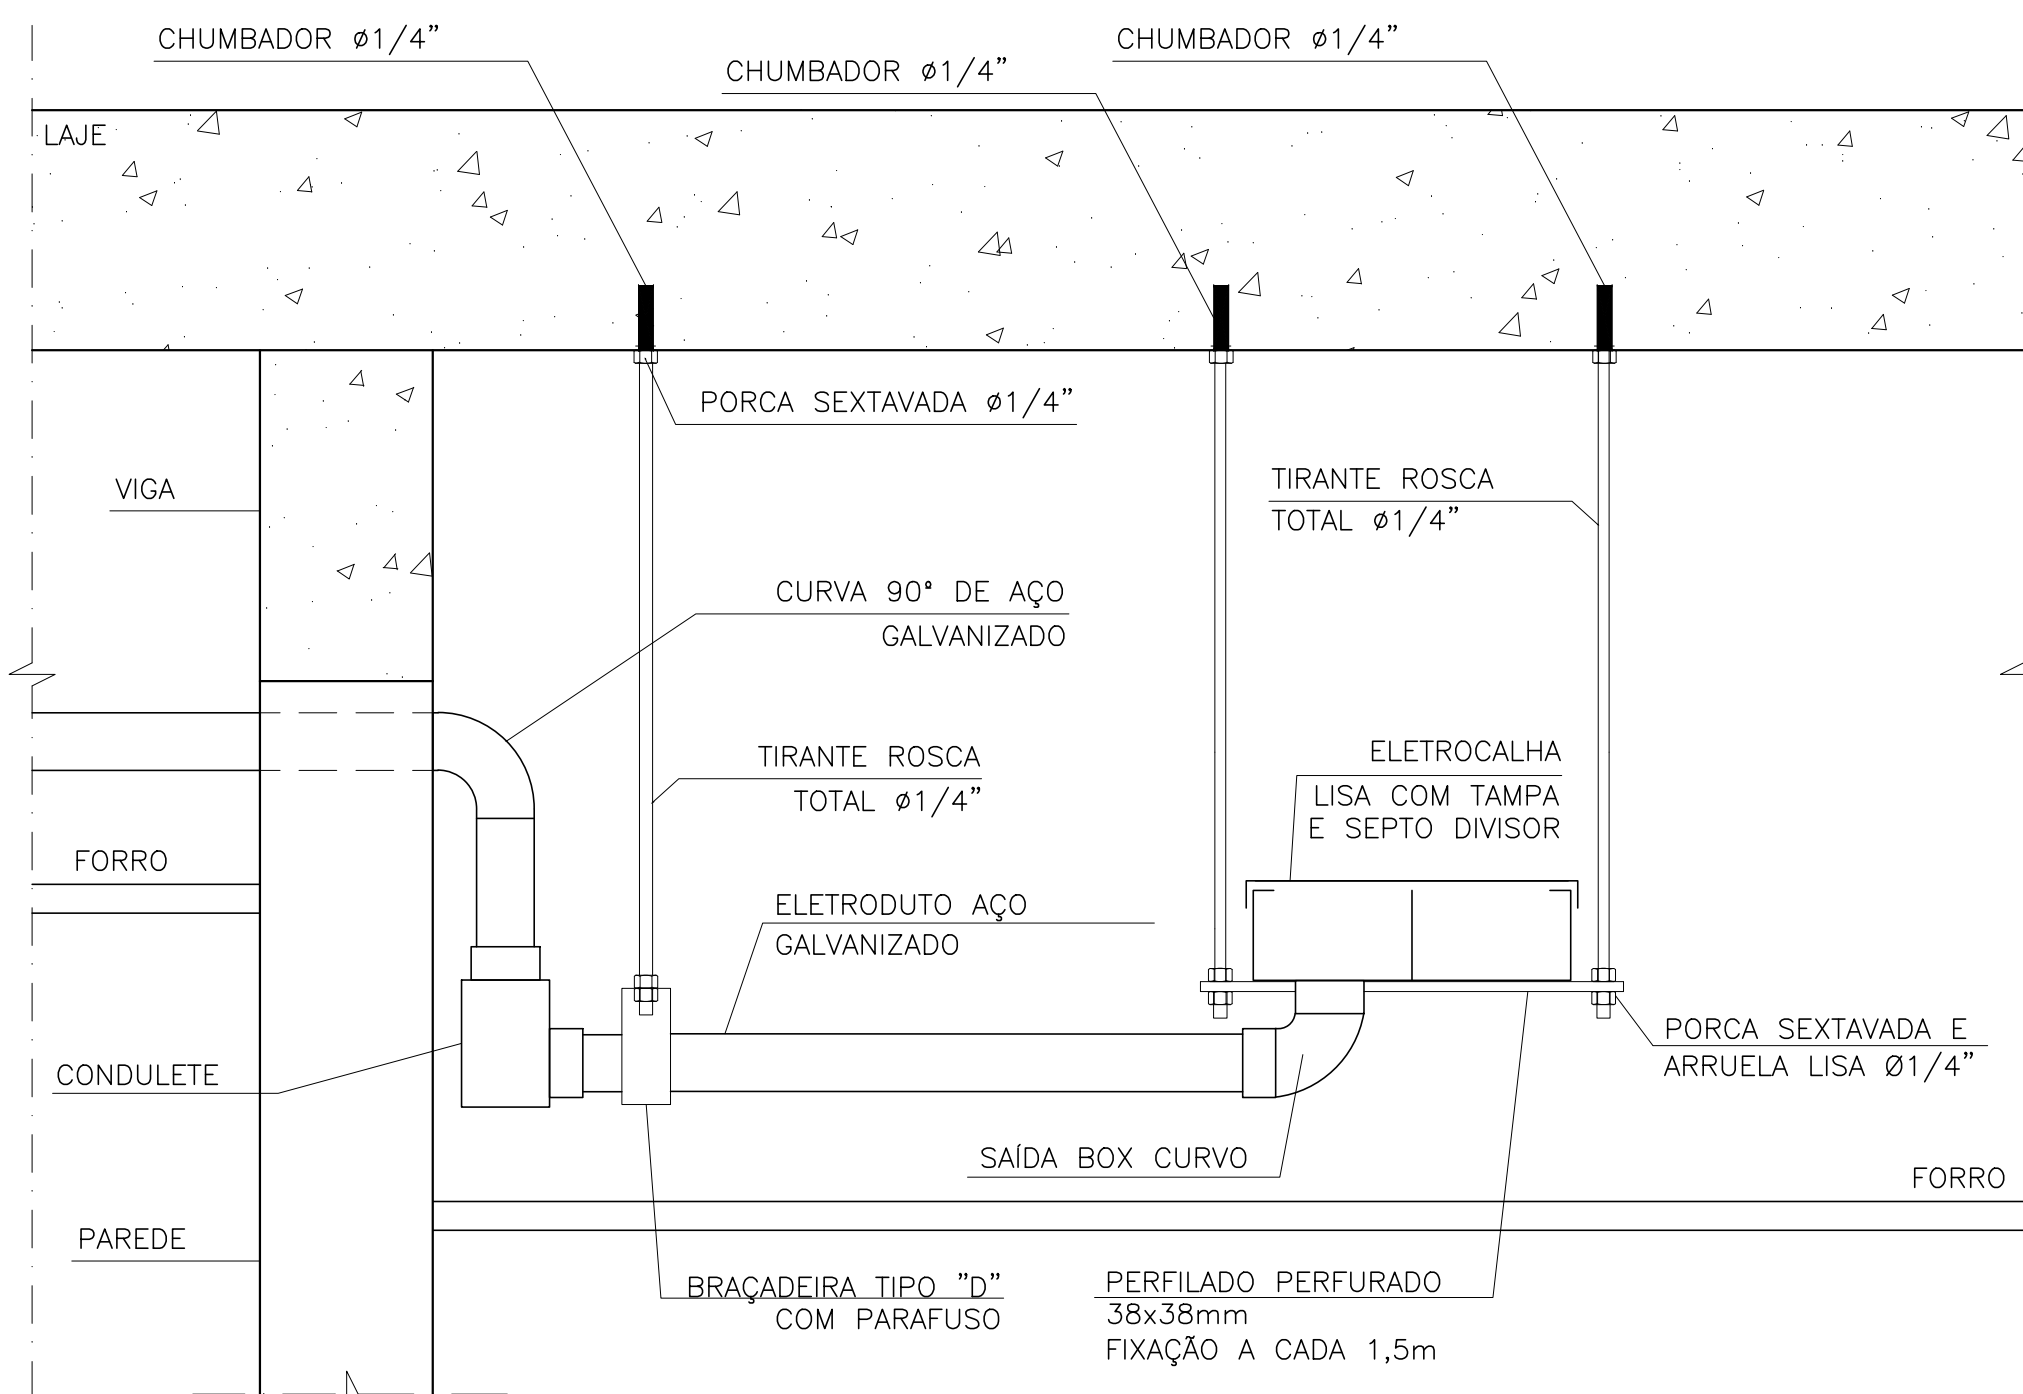 CHUMBADOR ø1/4"
CHUMBADOR ø1/4"
CHUMBADOR ø1/4"
LAJE
PORCA SEXTAVADA ø1/4"
VIGA
TIRANTE ROSCA
TOTAL ø1/4"
CURVA 90° DE AÇO
GALVANIZADO
TIRANTE ROSCA
TOTAL ø1/4"
ELETROCALHA
LISA COM TAMPA
E SEPTO DIVISOR
FORRO
ELETRODUTO AÇO
GALVANIZADO
PORCA SEXTAVADA E
ARRUELA LISA Ø1/4"
CONDULETE
SAÍDA BOX CURVO
FORRO
PAREDE
BRAÇADEIRA TIPO "D"
COM PARAFUSO
PERFILADO PERFURADO
38x38mm
FIXAÇÃO A CADA 1,5m